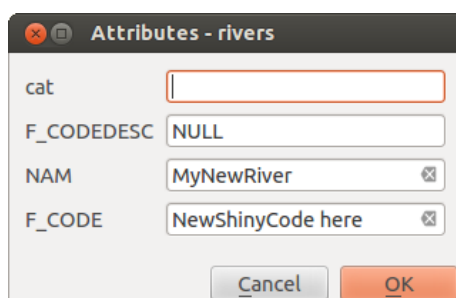 Attributes - rivers
cat
F_CODEDESC NULL
NAM MyNewRiver
F_CODE NewShinyCode here
Cancel OK